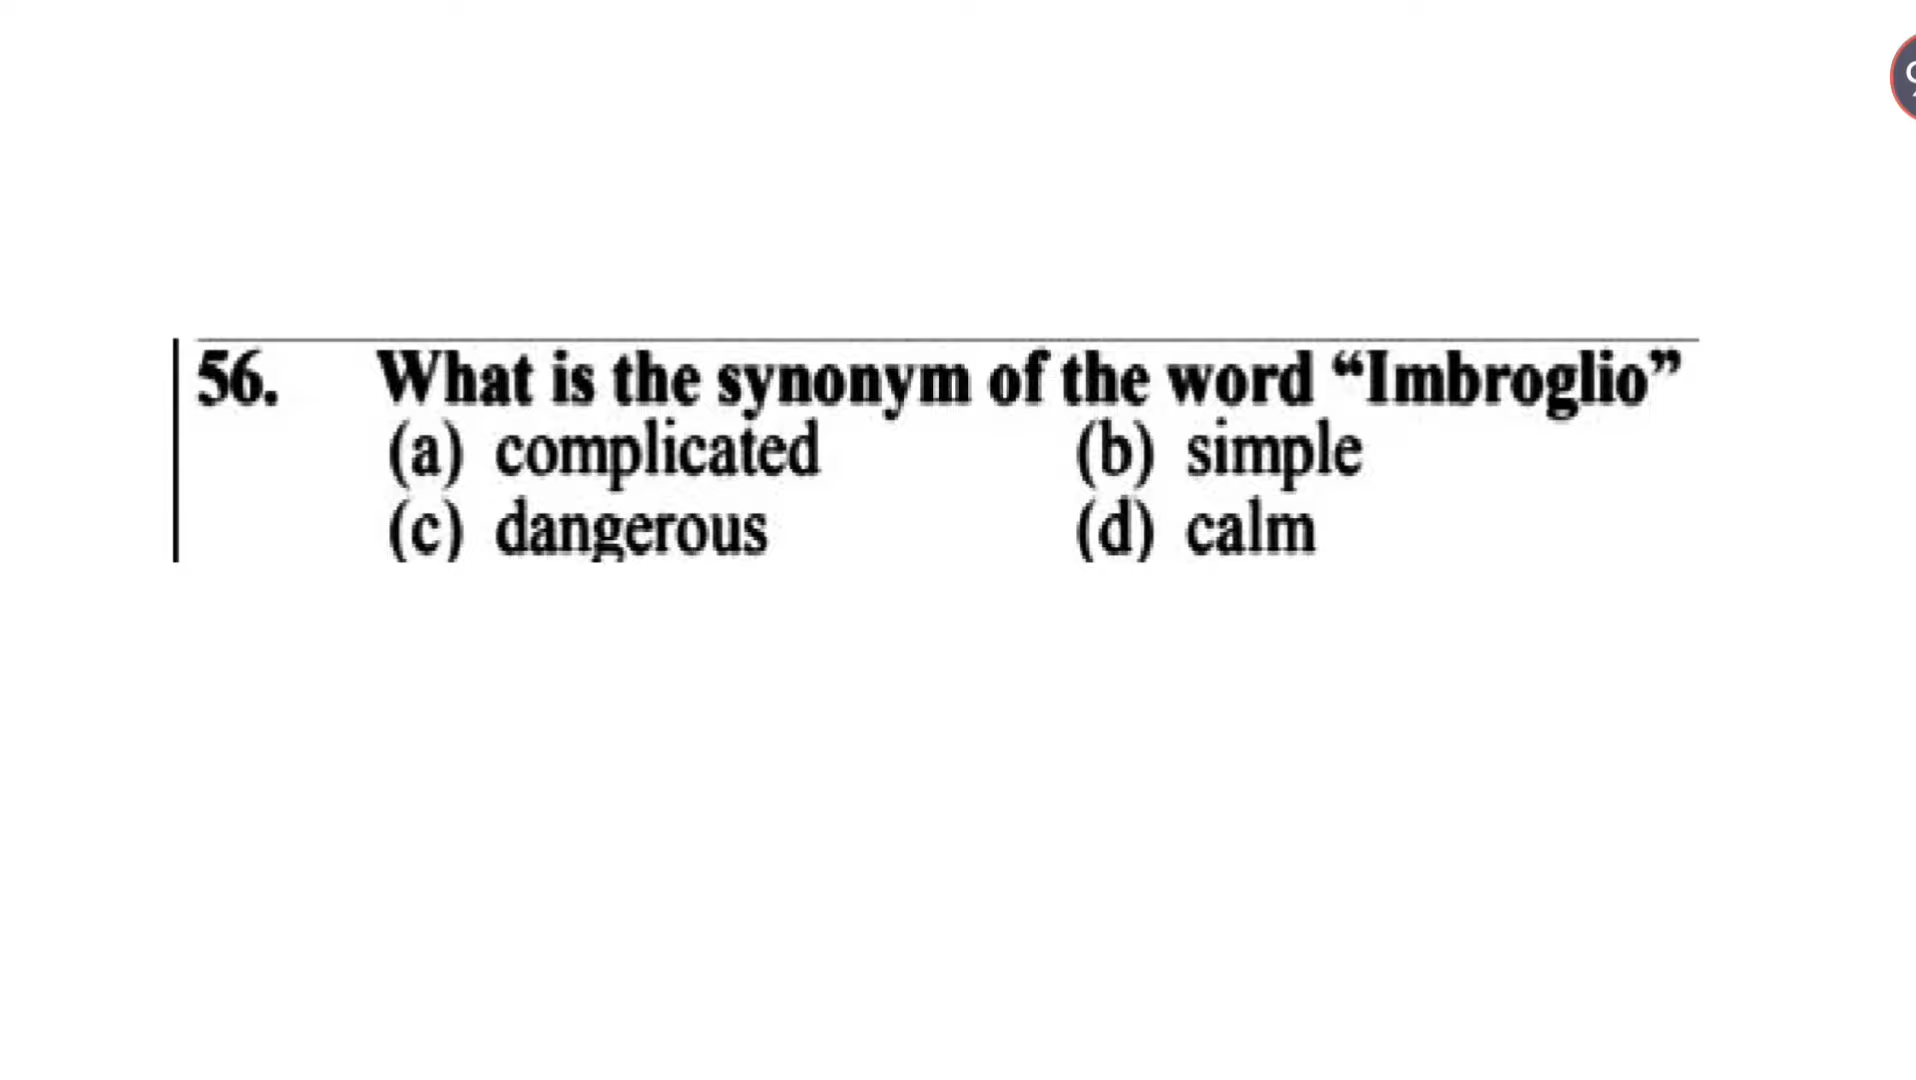 56. What is the synonym of the word “Imbroglio”
(a) complicated (b) simple
(c) dangerous (d) calm